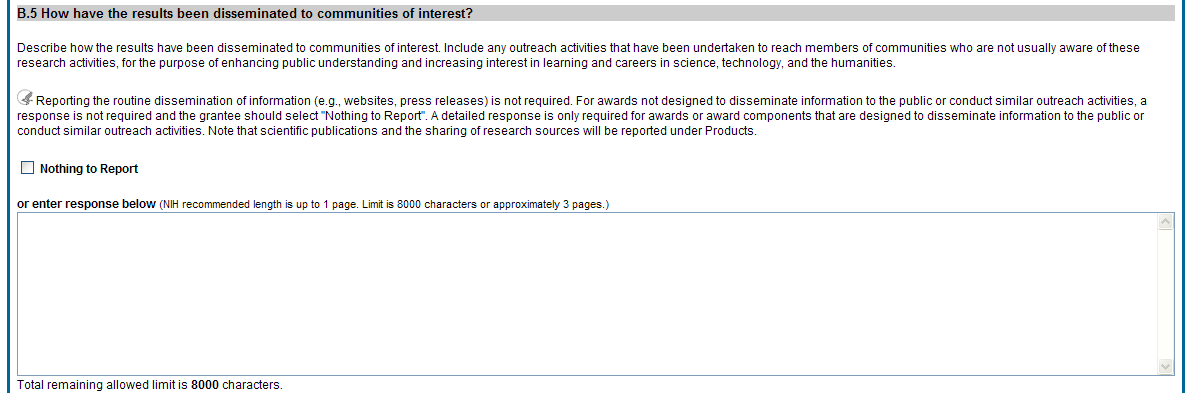 B.5 How have the results been disseminated to communities of interest?
Describe how the results have been disseminated to communities of interest. Include any outreach activities that have been undertaken to reach members of communities who are not usually aware of these
research activities, for the purpose of enhancing public understanding and increasing interest in learning and careers in science, technology, and the humanities.
Reporting the routine dissemination of information (e.g., websites, press releases) is not required. For awards not designed to disseminate information to the public or conduct similar outreach activities, a
response is not required and the grantee should select "Nothing to Report". A detailed response is only required for awards or award components that are designed to disseminate information to the public or
conduct similar outreach activities. Note that scientific publications and the sharing of research sources will be reported under Products.
Nothing to Report
or enter response below (NIH recommended length is up to 1 page. Limit is 8000 characters or approximately 3 pages.)
Total remaining allowed limit is 8000 characters.